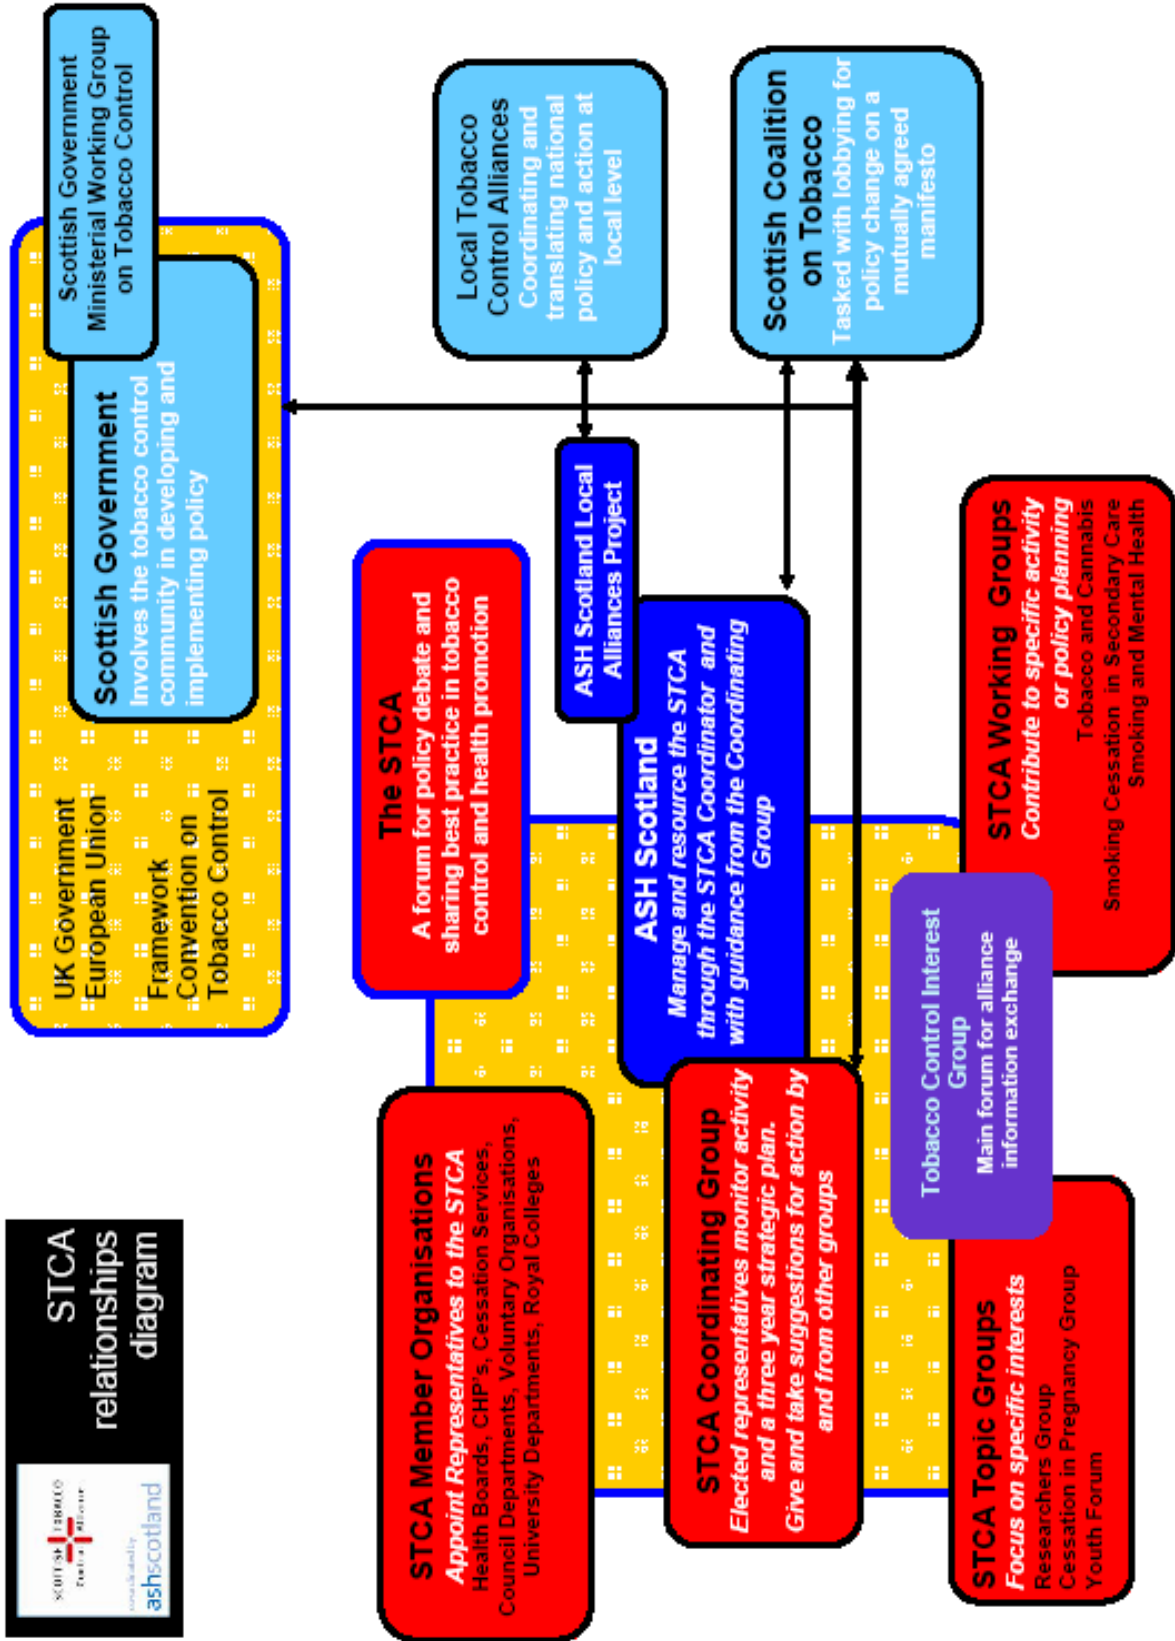 SCOTTISH TOBACCO
Control Alliance
coordinated by
ashscotland
STCA
relationships
diagram
UK Government
European Union
Framework
Convention on
Tobacco Control
Scottish Government
Involves the tobacco control
community in developing and
implementing policy
Scottish Government
Ministerial Working Group
on Tobacco Control
STCA Member Organisations
Appoint Representatives to the STCA
Health Boards, CHP's, Cessation Services,
Council Departments, Voluntary Organisations,
University Departments, Royal Colleges
The STCA
A forum for policy debate and
sharing best practice in tobacco
control and health promotion
Local Tobacco
Control Alliances
Coordinating and
translating national
policy and action at
local level
ASH Scotland Local
Alliances Project
ASH Scotland
Manage and resource the STCA
through the STCA Coordinator and
with guidance from the Coordinating
Group
STCA Coordinating Group
Elected representatives monitor activity
and a three year strategic plan.
Give and take suggestions for action by
and from other groups
Scottish Coalition
on Tobacco
Tasked with lobbying for
policy change on a
mutually agreed
manifesto
Tobacco Control Interest
Group
Main forum for alliance
information exchange
STCA Topic Groups
Focus on specific interests
Researchers Group
Cessation in Pregnancy Group
Youth Forum
STCA Working Groups
Contribute to specific activity
or policy planning
Tobacco and Cannabis
Smoking Cessation in Secondary Care
Smoking and Mental Health